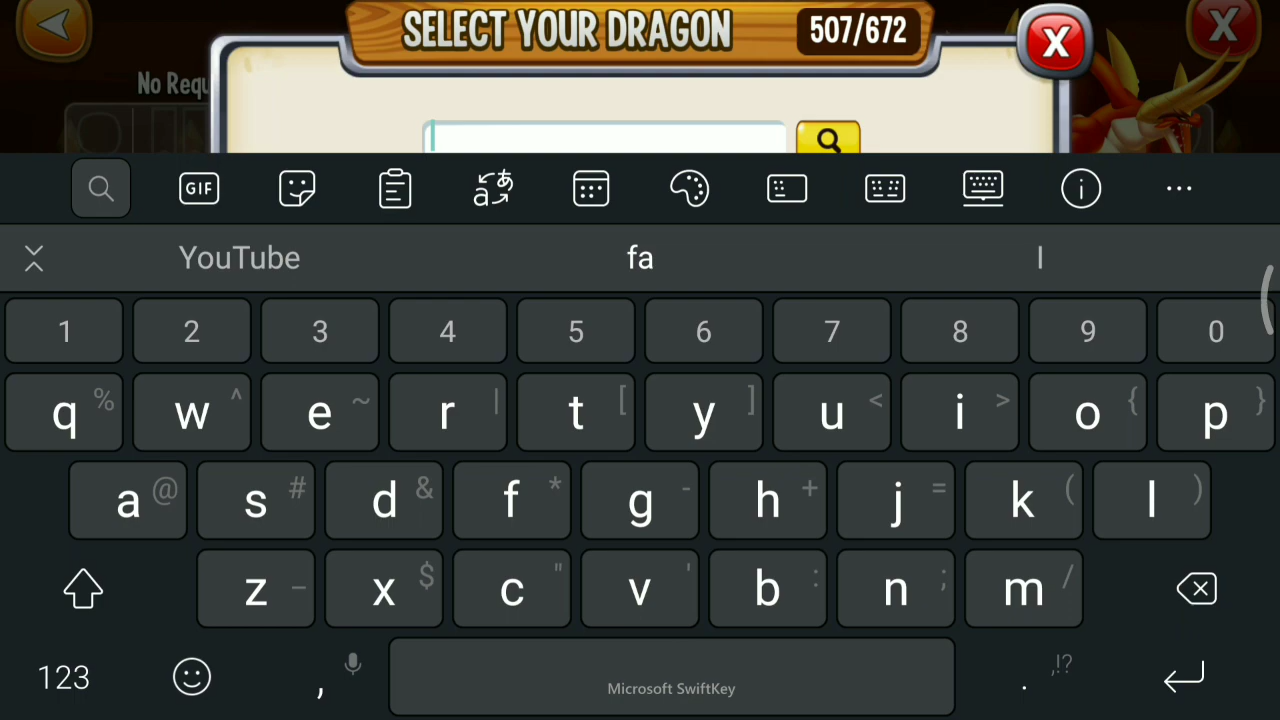 SELECT YOUR DRAGON 507/672
No Requ
GIF
YouTube fa I
1 2 3 4 5 6 7 8 9 0
q % w ^ e ~ r | t [ y ] u < i > o { p }
a @ s # d & f * g - h + j = k ( l )
z _ x $ c " v ' b : n ; m /
123 , Microsoft SwiftKey . ,!?